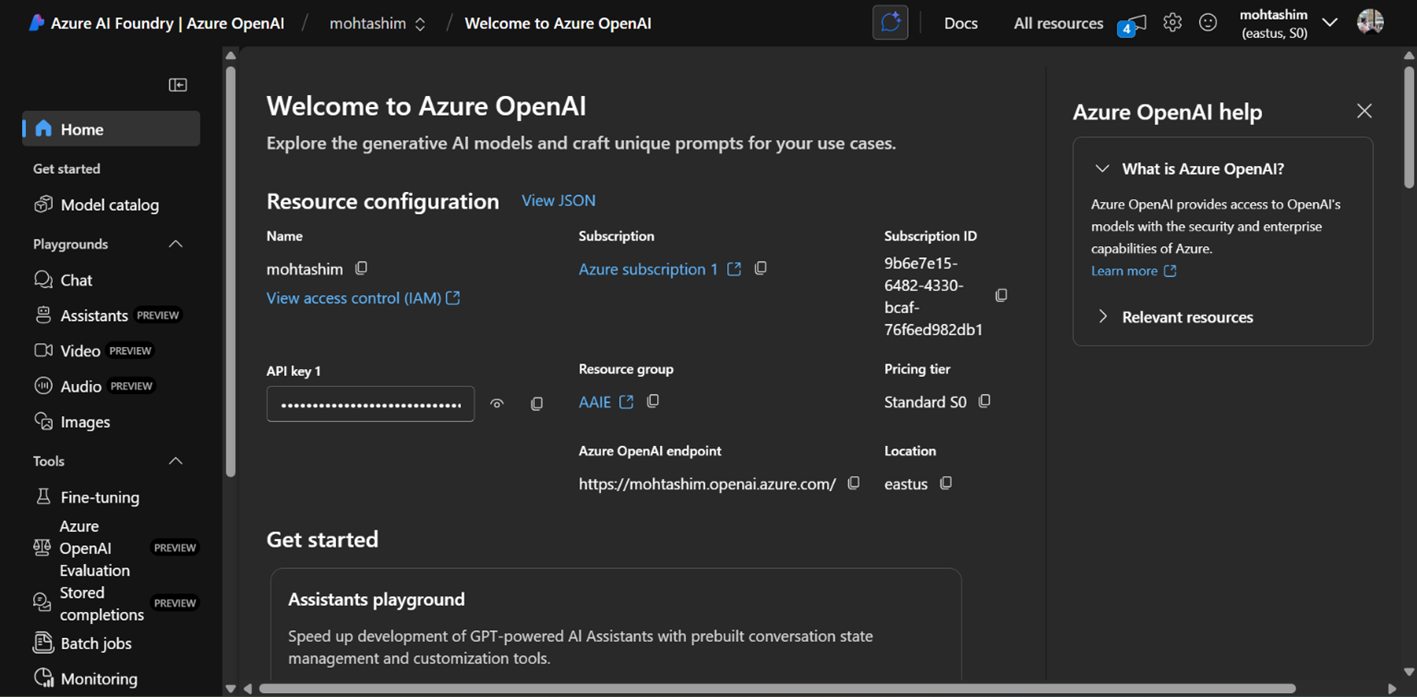 Azure AI Foundry | Azure OpenAI / mohtashim / Welcome to Azure OpenAI
Docs
All resources
4
mohtashim
(eastus, S0)
Home
Get started
Model catalog
Playgrounds
Chat
Assistants PREVIEW
Video PREVIEW
Audio PREVIEW
Images
Tools
Fine-tuning
Azure
OpenAI PREVIEW
Evaluation
Stored
completions PREVIEW
Batch jobs
Monitoring
Welcome to Azure OpenAI
Explore the generative AI models and craft unique prompts for your use cases.
Resource configuration View JSON
Name
mohtashim
View access control (IAM)
Subscription
Azure subscription 1
Subscription ID
9b6e7e15-
6482-4330-
bcaf-
76f6ed982db1
API key 1
••••••••••••••••••••••••••••••
Resource group
AAIE
Pricing tier
Standard S0
Azure OpenAI endpoint
https://mohtashim.openai.azure.com/
Location
eastus
Get started
Assistants playground
Speed up development of GPT-powered AI Assistants with prebuilt conversation state
management and customization tools.
Azure OpenAI help
What is Azure OpenAI?
Azure OpenAI provides access to OpenAI's
models with the security and enterprise
capabilities of Azure.
Learn more
Relevant resources